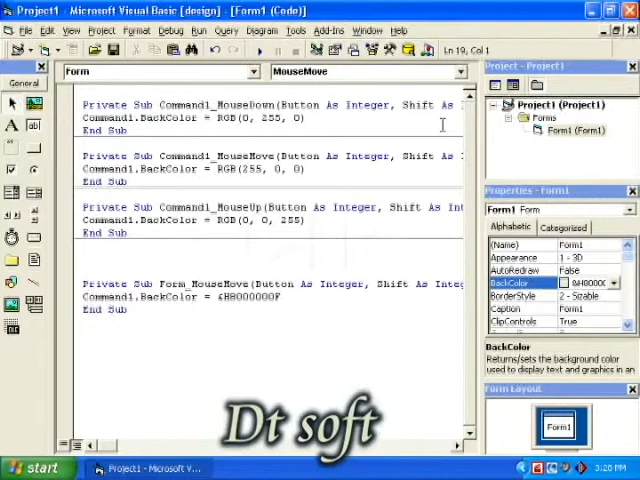 Project1 - Microsoft Visual Basic [design] - [Form1 (Code)]
File Edit View Project Format Debug Run Query Diagram Tools Add-Ins Window Help
Ln 19, Col 1
General
Form
MouseMove
Private Sub Command1_MouseDown(Button As Integer, Shift As
Command1.BackColor = RGB(0, 255, 0)
End Sub
Private Sub Command1_MouseMove(Button As Integer, Shift As
Command1.BackColor = RGB(255, 0, 0)
End Sub
Private Sub Command1_MouseUp(Button As Integer, Shift As Int
Command1.BackColor = RGB(0, 0, 255)
End Sub
Private Sub Form_MouseMove(Button As Integer, Shift As Integ
Command1.BackColor = &H8000000F
End Sub
Project - Project1
Project1 (Project1)
Forms
Form1 (Form1)
Properties - Form1
Form1 Form
Alphabetic Categorized
(Name) Form1
Appearance 1 - 3D
AutoRedraw False
BackColor &H8000(
BorderStyle 2 - Sizable
Caption Form1
ClipControls True
BackColor
Returns/sets the background color
used to display text and graphics in an
Form Layout
Form1
Dt soft
start
Project1 - Microsoft V...
3:28 PM